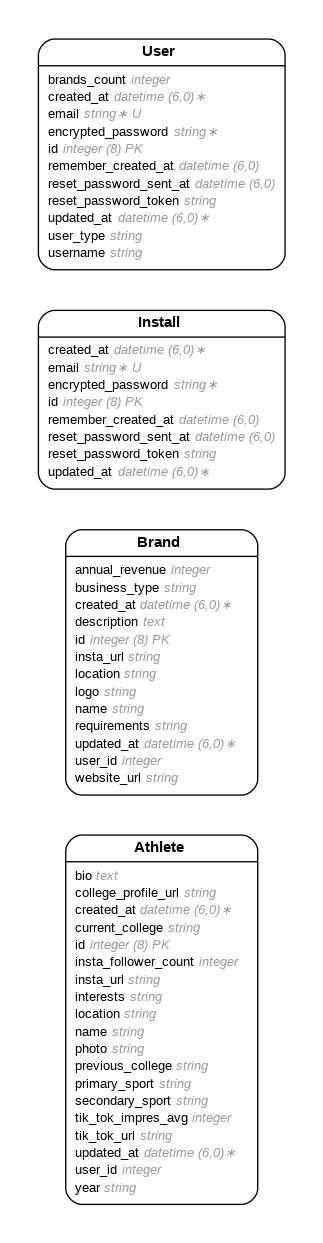 User
brands_count integer
created_at datetime (6,0)∗
email string∗ U
encrypted_password string∗
id integer (8) PK
remember_created_at datetime (6,0)
reset_password_sent_at datetime (6,0)
reset_password_token string
updated_at datetime (6,0)∗
user_type string
username string
Install
created_at datetime (6,0)∗
email string∗ U
encrypted_password string∗
id integer (8) PK
remember_created_at datetime (6,0)
reset_password_sent_at datetime (6,0)
reset_password_token string
updated_at datetime (6,0)∗
Brand
annual_revenue integer
business_type string
created_at datetime (6,0)∗
description text
id integer (8) PK
insta_url string
location string
logo string
name string
requirements string
updated_at datetime (6,0)∗
user_id integer
website_url string
Athlete
bio text
college_profile_url string
created_at datetime (6,0)∗
current_college string
id integer (8) PK
insta_follower_count integer
insta_url string
interests string
location string
name string
photo string
previous_college string
primary_sport string
secondary_sport string
tik_tok_impres_avg integer
tik_tok_url string
updated_at datetime (6,0)∗
user_id integer
year string